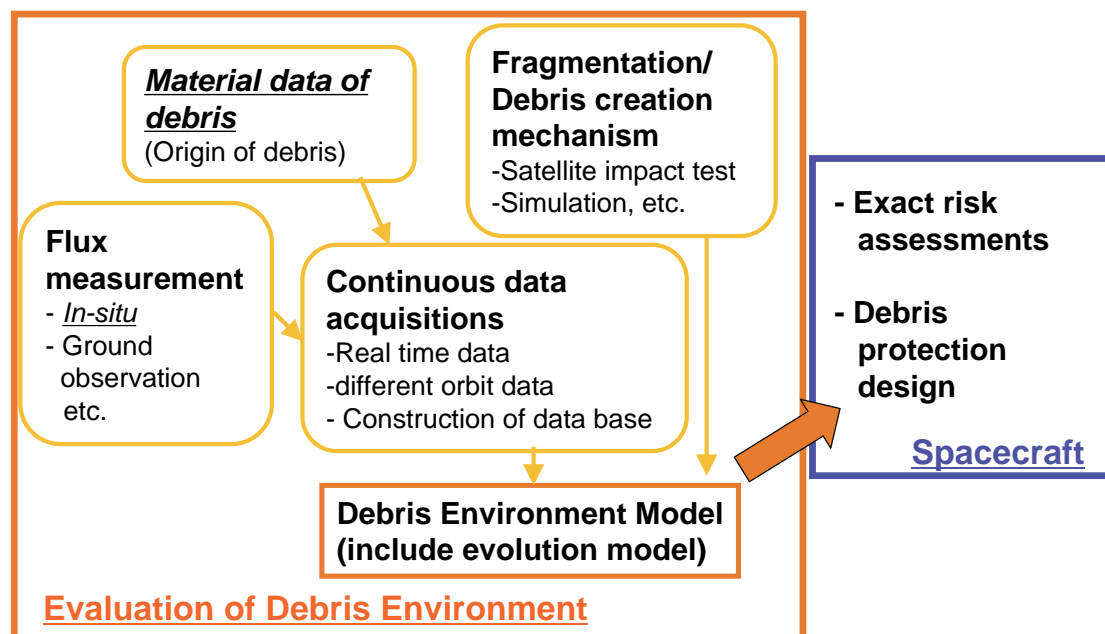 Material data of
debris
(Origin of debris)
Fragmentation/
Debris creation
mechanism
-Satellite impact test
-Simulation, etc.
Flux
measurement
- In-situ
- Ground
observation
etc.
Continuous data
acquisitions
-Real time data
-different orbit data
- Construction of data base
Debris Environment Model
(include evolution model)
Evaluation of Debris Environment
- Exact risk
assessments
- Debris
protection
design
Spacecraft